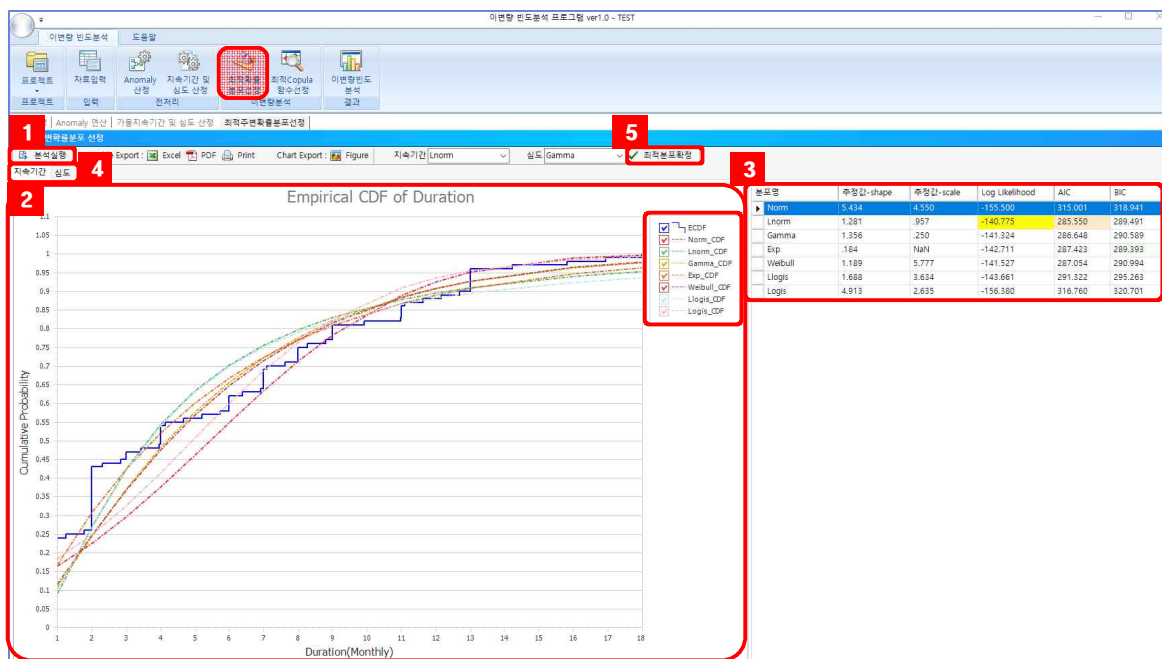 이변량 빈도분석 프로그램 ver1.0 - TEST
이변량 빈도분석 도움말
프로젝트 자료입력 Anomaly 산정 지속기간 및 심도 산정 최적확률 분포선정 최적Copula 함수선정 이변량빈도 분석
프로젝트 입력 전처리 이변량분석 결과
Anomaly 연산 가뭄지속기간 및 심도 산정 최적주변확률분포선정
1
변확률분포 선정
5
분석실행 Export : Excel PDF Print Chart Export : Figure 지속기간 Lnorm 심도 Gamma 최적분포확정
4
지속기간 심도
3
2
Empirical CDF of Duration
분포명 추정값-shape 추정값-scale Log Likelihood AIC BIC
Norm 5.434 4.550 -155.500 315.001 318.941
Lnorm 1.281 .957 -140.775 285.550 289.491
Gamma 1.356 .250 -141.324 286.648 290.589
Exp .184 NaN -142.711 287.423 289.393
Weibull 1.189 5.777 -141.527 287.054 290.994
Llogis 1.688 3.634 -143.661 291.322 295.263
Logis 4.913 2.635 -156.380 316.760 320.701
ECDF
Norm_CDF
Lnorm_CDF
Gamma_CDF
Exp_CDF
Weibull_CDF
Llogis_CDF
Logis_CDF
Cumulative Probability
1.1
1.05
1
0.95
0.9
0.85
0.8
0.75
0.7
0.65
0.6
0.55
0.5
0.45
0.4
0.35
0.3
0.25
0.2
0.15
0.1
0.05
0
1 2 3 4 5 6 7 8 9 10 11 12 13 14 15 16 17 18
Duration(Monthly)